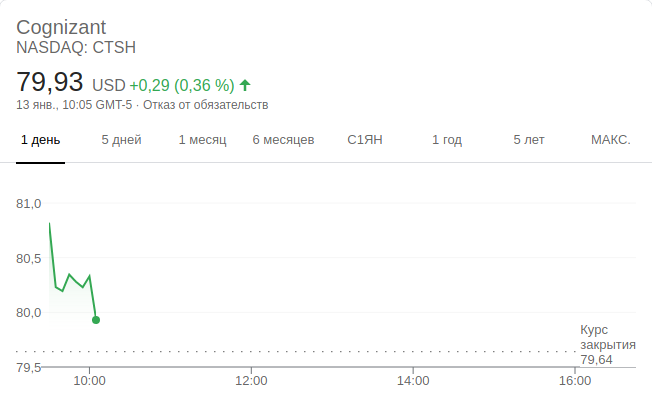 Cognizant
NASDAQ: CTSH
79,93 USD +0,29 (0,36 %)
13 янв., 10:05 GMT-5 · Отказ от обязательств
1 день 5 дней 1 месяц 6 месяцев С1ЯН 1 год 5 лет МАКС.
81,0
80,5
80,0
79,5
Курс
закрытия
79,64
10:00 12:00 14:00 16:00